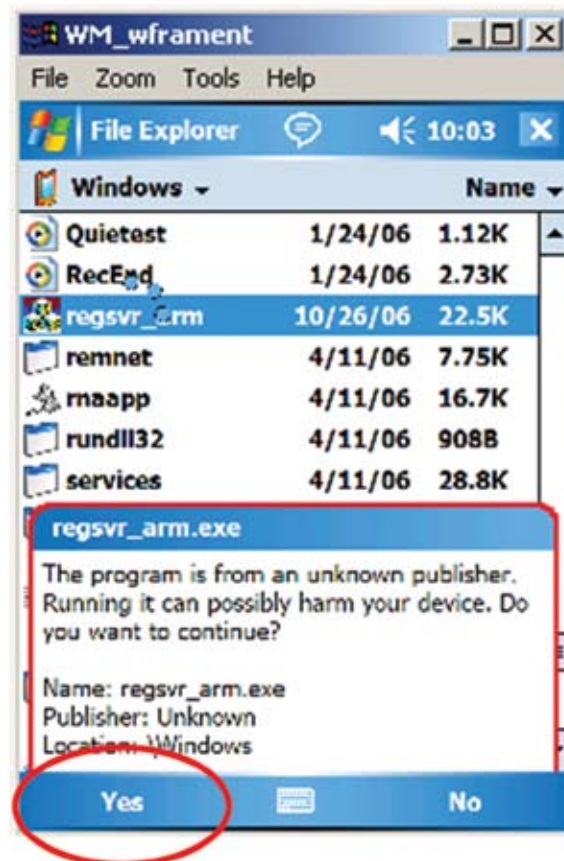 WM_wframent
File Zoom Tools Help
File Explorer 10:03
Windows Name
Quietest 1/24/06 1.12K
RecEnd 1/24/06 2.73K
regsvr_arm 10/26/06 22.5K
remnet 4/11/06 7.75K
rnaapp 4/11/06 16.7K
rundll32 4/11/06 908B
services 4/11/06 28.8K
regsvr_arm.exe
The program is from an unknown publisher.
Running it can possibly harm your device. Do
you want to continue?
Name: regsvr_arm.exe
Publisher: Unknown
Location: \Windows
Yes No